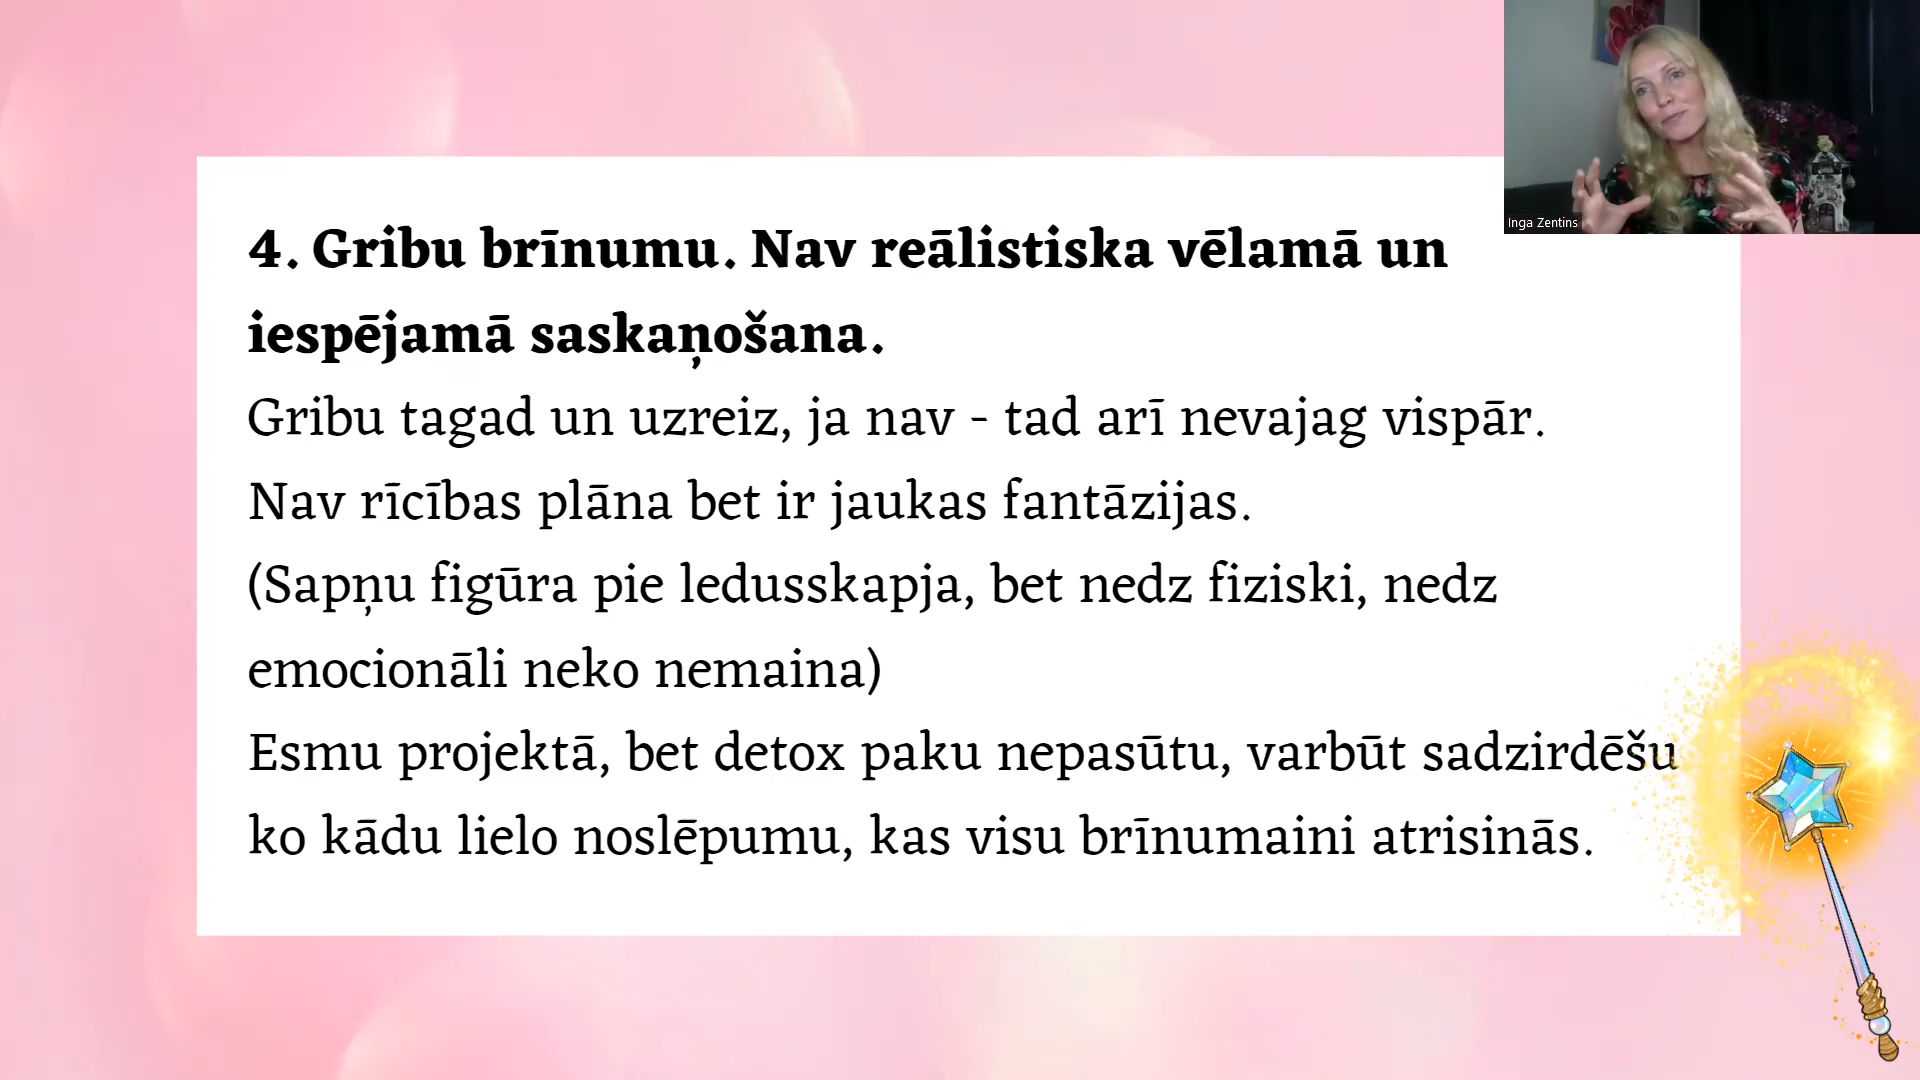 Inga Zentins
4. Gribu brīnumu. Nav reālistiska vēlamā un
iespējamā saskaņošana.
Gribu tagad un uzreiz, ja nav - tad arī nevajag vispār.
Nav rīcības plāna bet ir jaukas fantāzijas.
(Sapņu figūra pie ledusskapja, bet nedz fiziski, nedz
emocionāli neko nemaina)
Esmu projektā, bet detox paku nepasūtu, varbūt sadzirdēšu
ko kādu lielo noslēpumu, kas visu brīnumaini atrisinās.